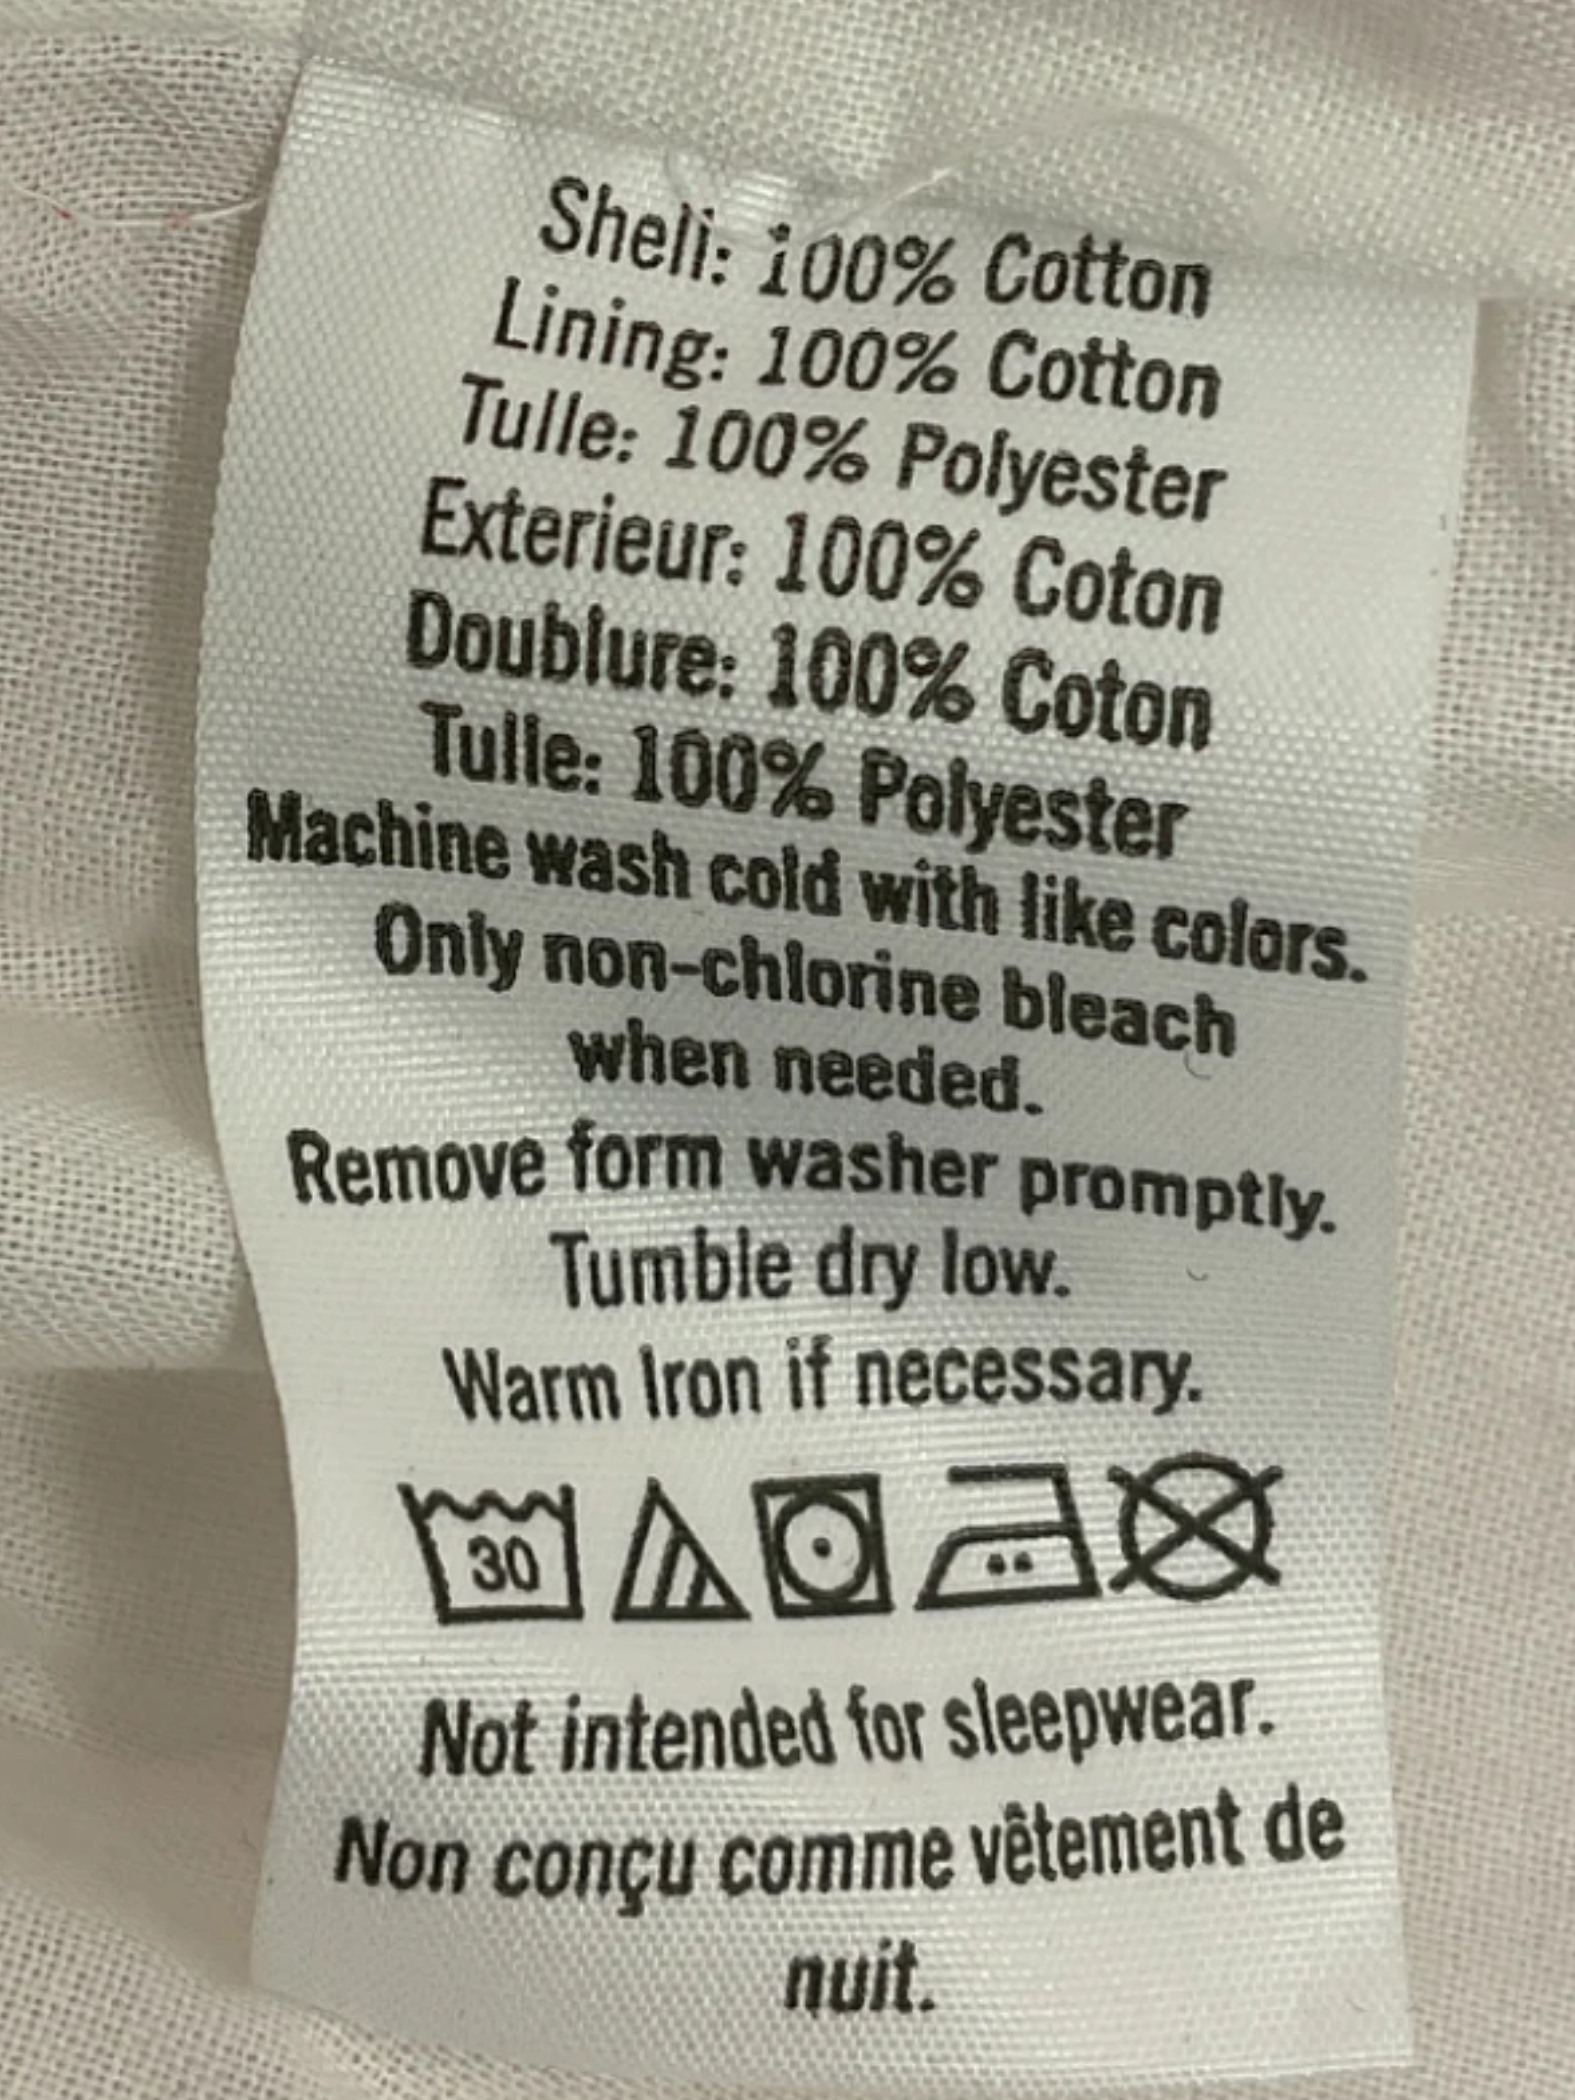 Shell: 100% Cotton
Lining: 100% Cotton
Tulle: 100% Polyester
Exterieur: 100% Coton
Doublure: 100% Coton
Tulle: 100% Polyester
Machine wash cold with like colors.
Only non-chlorine bleach
when needed.
Remove form washer promptly.
Tumble dry low.
Warm Iron if necessary.
30
Not intended for sleepwear.
Non conçu comme vêtement de
nuit.